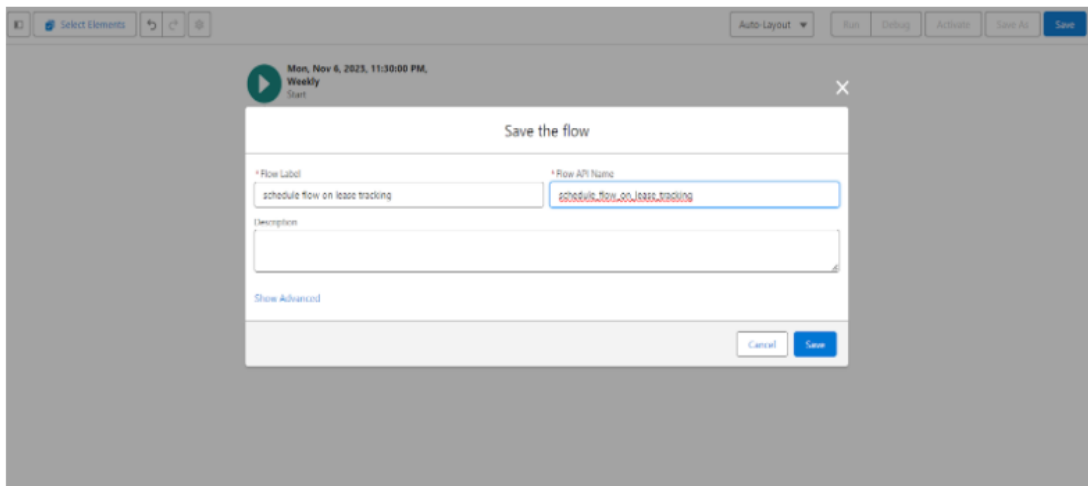 Select Elements
Auto-Layout
Run
Debug
Activate
Save As
Save
Mon, Nov 6, 2023, 11:30:00 PM,
Weekly
Start
Save the flow
* Flow Label
* Flow API Name
schedule flow on lease tracking
schedule_flow_on_lease_tracking
Description
Show Advanced
Cancel
Save